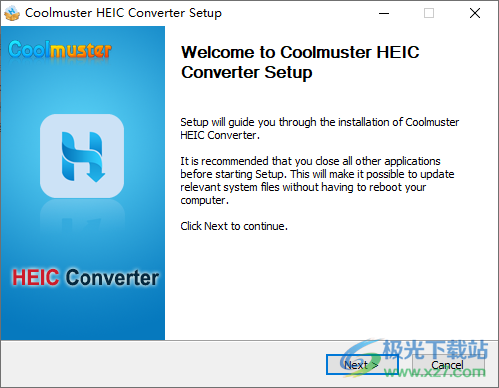 Coolmuster HEIC Converter Setup
Coolmuster
Welcome to Coolmuster HEIC
Converter Setup
Setup will guide you through the installation of Coolmuster
HEIC Converter.
It is recommended that you close all other applications
before starting Setup. This will make it possible to update
relevant system files without having to reboot your
computer.
Click Next to continue.
HEIC Converter
Next >
Cancel
极光下载站
www.xz7.com